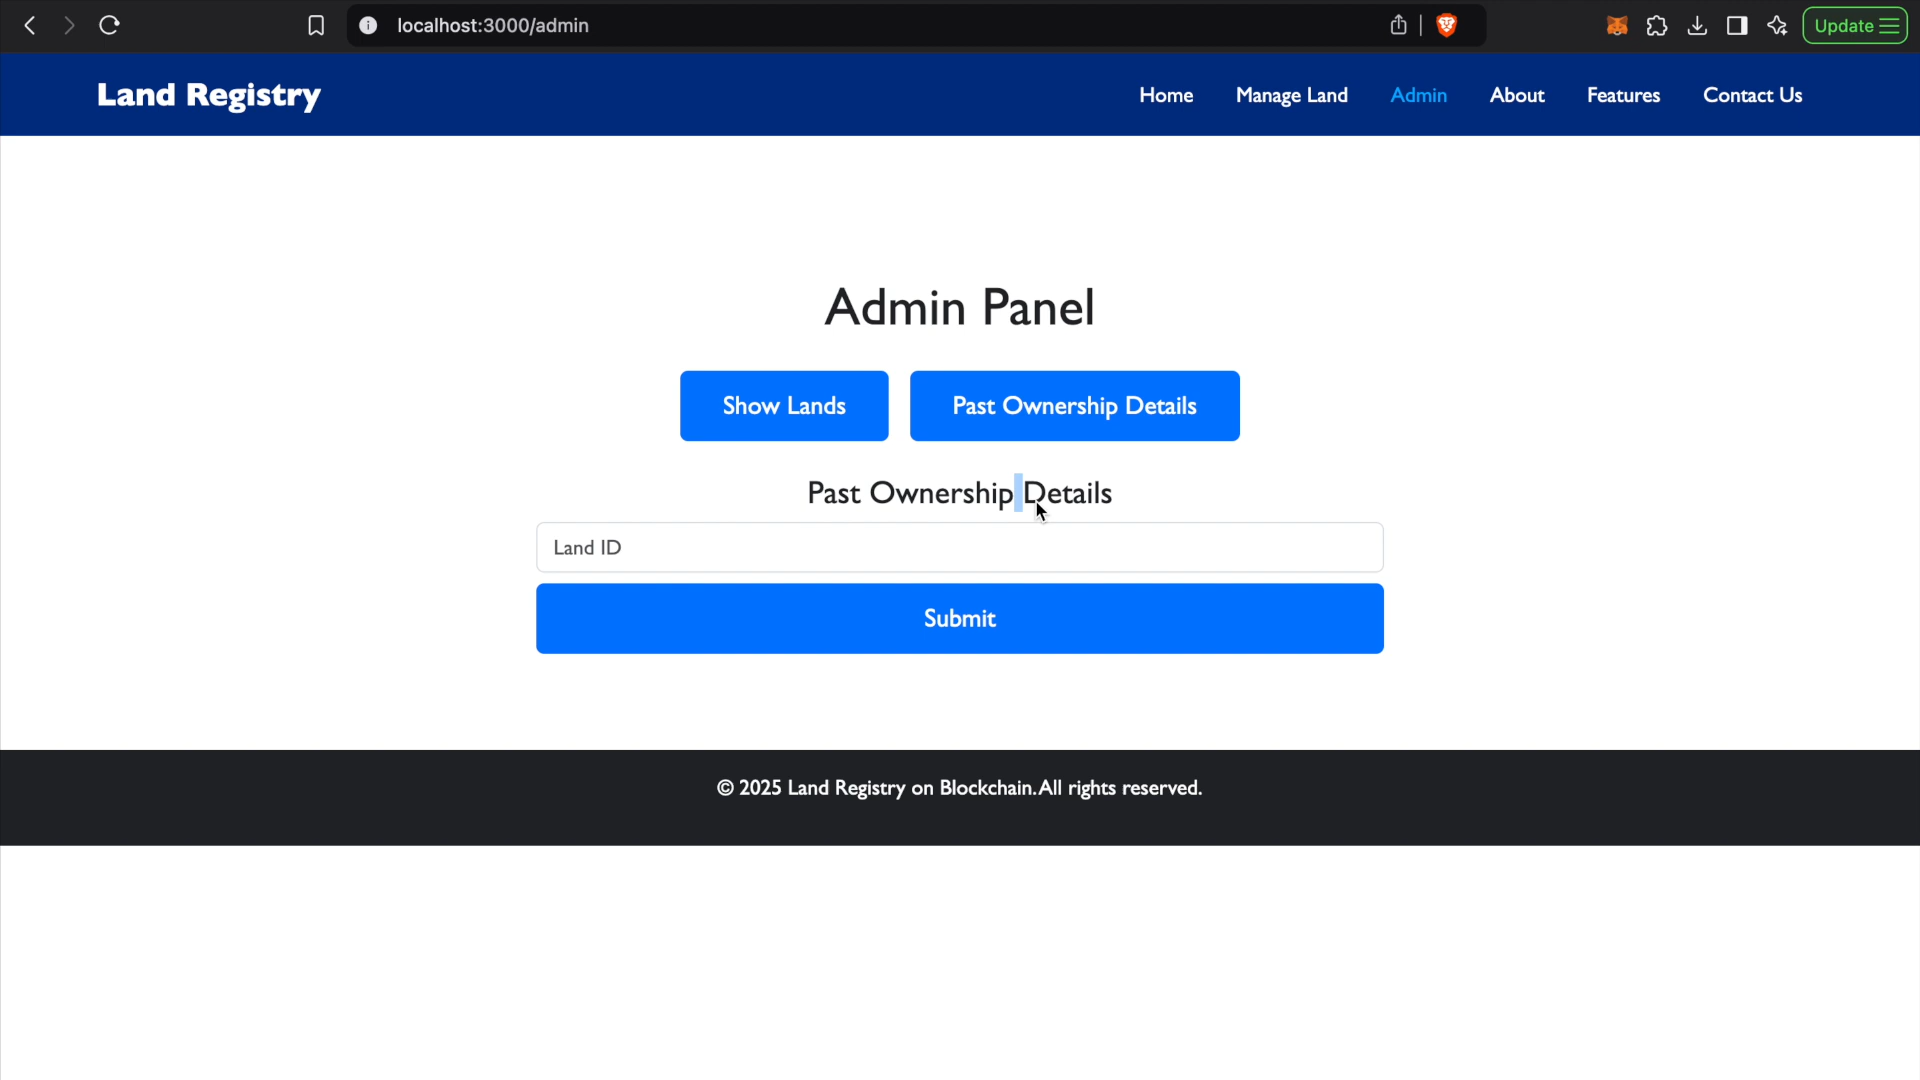 localhost:3000/admin
Update
Land Registry
Home Manage Land Admin About Features Contact Us
Admin Panel
Show Lands Past Ownership Details
Past Ownership Details
Land ID
Submit
© 2025 Land Registry on Blockchain. All rights reserved.